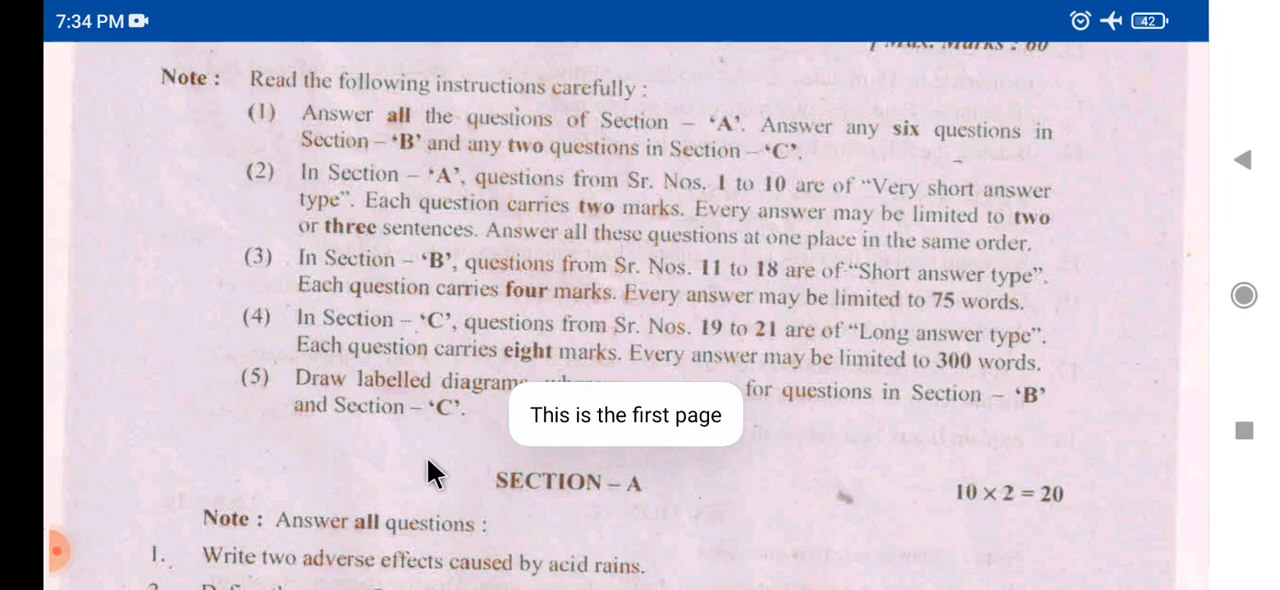 7:34 PM
42
Max. Marks : 60
Note : Read the following instructions carefully :
(1) Answer all the questions of Section – ‘A’. Answer any six questions in
Section – ‘B’ and any two questions in Section – ‘C’.
(2) In Section – ‘A’, questions from Sr. Nos. 1 to 10 are of “Very short answer
type”. Each question carries two marks. Every answer may be limited to two
or three sentences. Answer all these questions at one place in the same order.
(3) In Section – ‘B’, questions from Sr. Nos. 11 to 18 are of “Short answer type”.
Each question carries four marks. Every answer may be limited to 75 words.
(4) In Section – ‘C’, questions from Sr. Nos. 19 to 21 are of “Long answer type”.
Each question carries eight marks. Every answer may be limited to 300 words.
(5) Draw labelled diagrams, for questions in Section – ‘B’
and Section – ‘C’.
This is the first page
SECTION – A
10 × 2 = 20
Note : Answer all questions :
1. Write two adverse effects caused by acid rains.